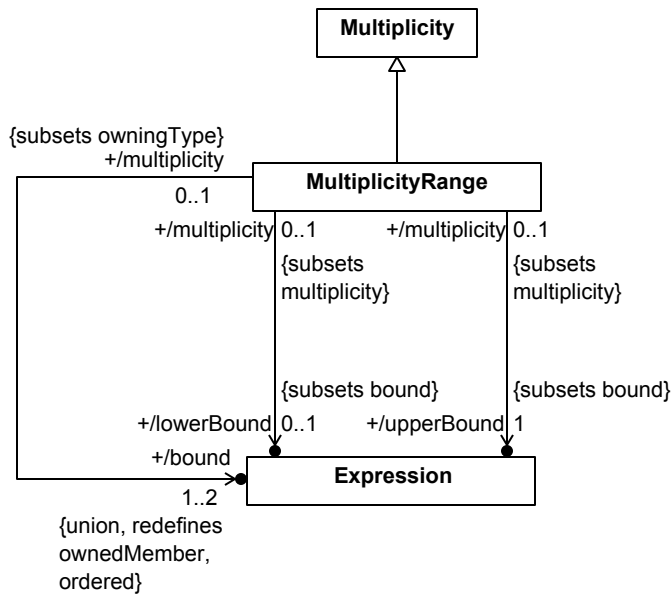 Multiplicity
{subsets owningType}
+/multiplicity
0..1
MultiplicityRange
+/multiplicity 0..1
{subsets
multiplicity}
+/multiplicity 0..1
{subsets
multiplicity}
{subsets bound}
+/lowerBound 0..1
{subsets bound}
+/upperBound 1
+/bound
1..2
{union, redefines
ownedMember,
ordered}
Expression